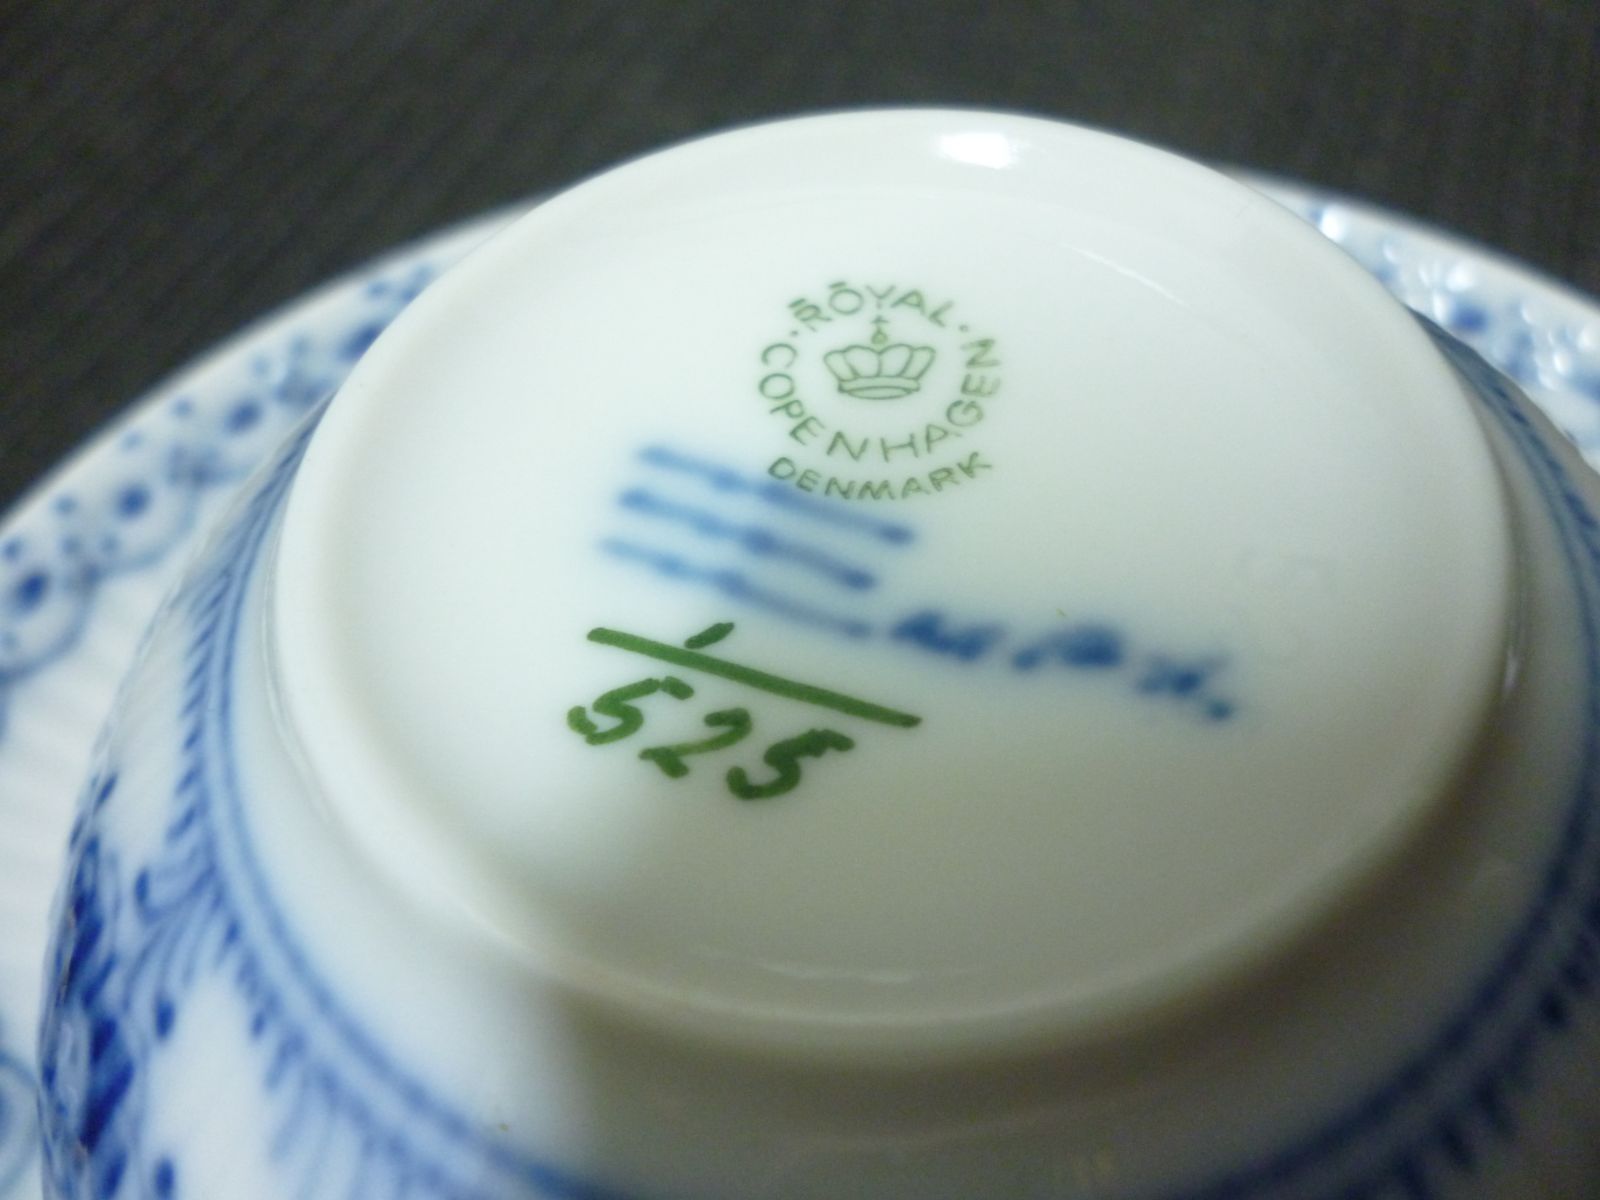 ROYAL
COPENHAGEN
DENMARK
1
525